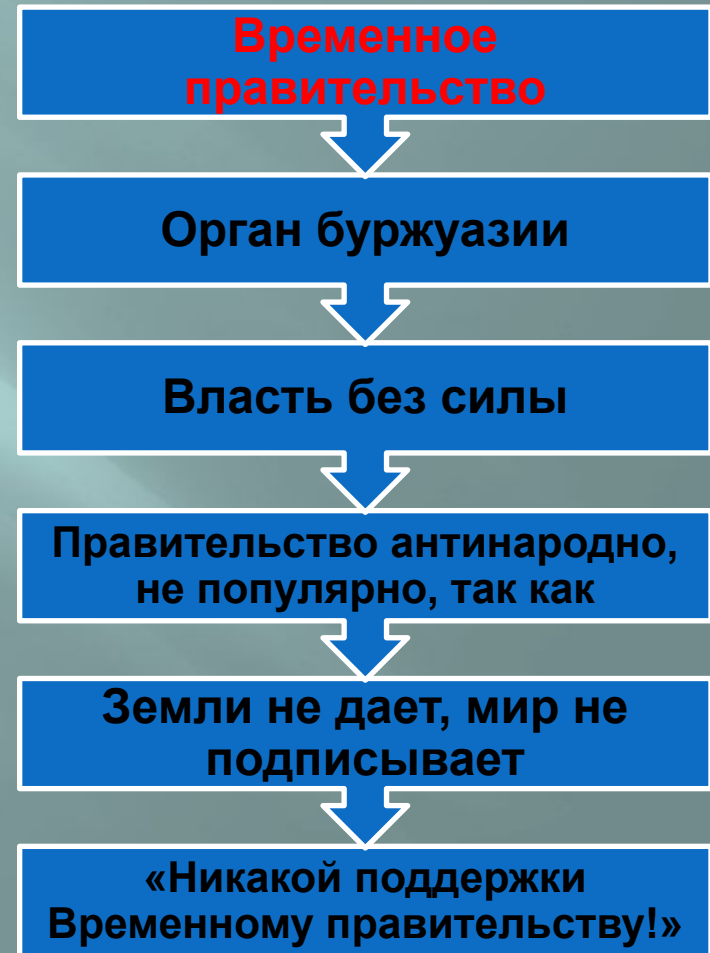 Временное
правительство
Орган буржуазии
Власть без силы
Правительство антинародно,
не популярно, так как
Земли не дает, мир не
подписывает
«Никакой поддержки
Временному правительству!»